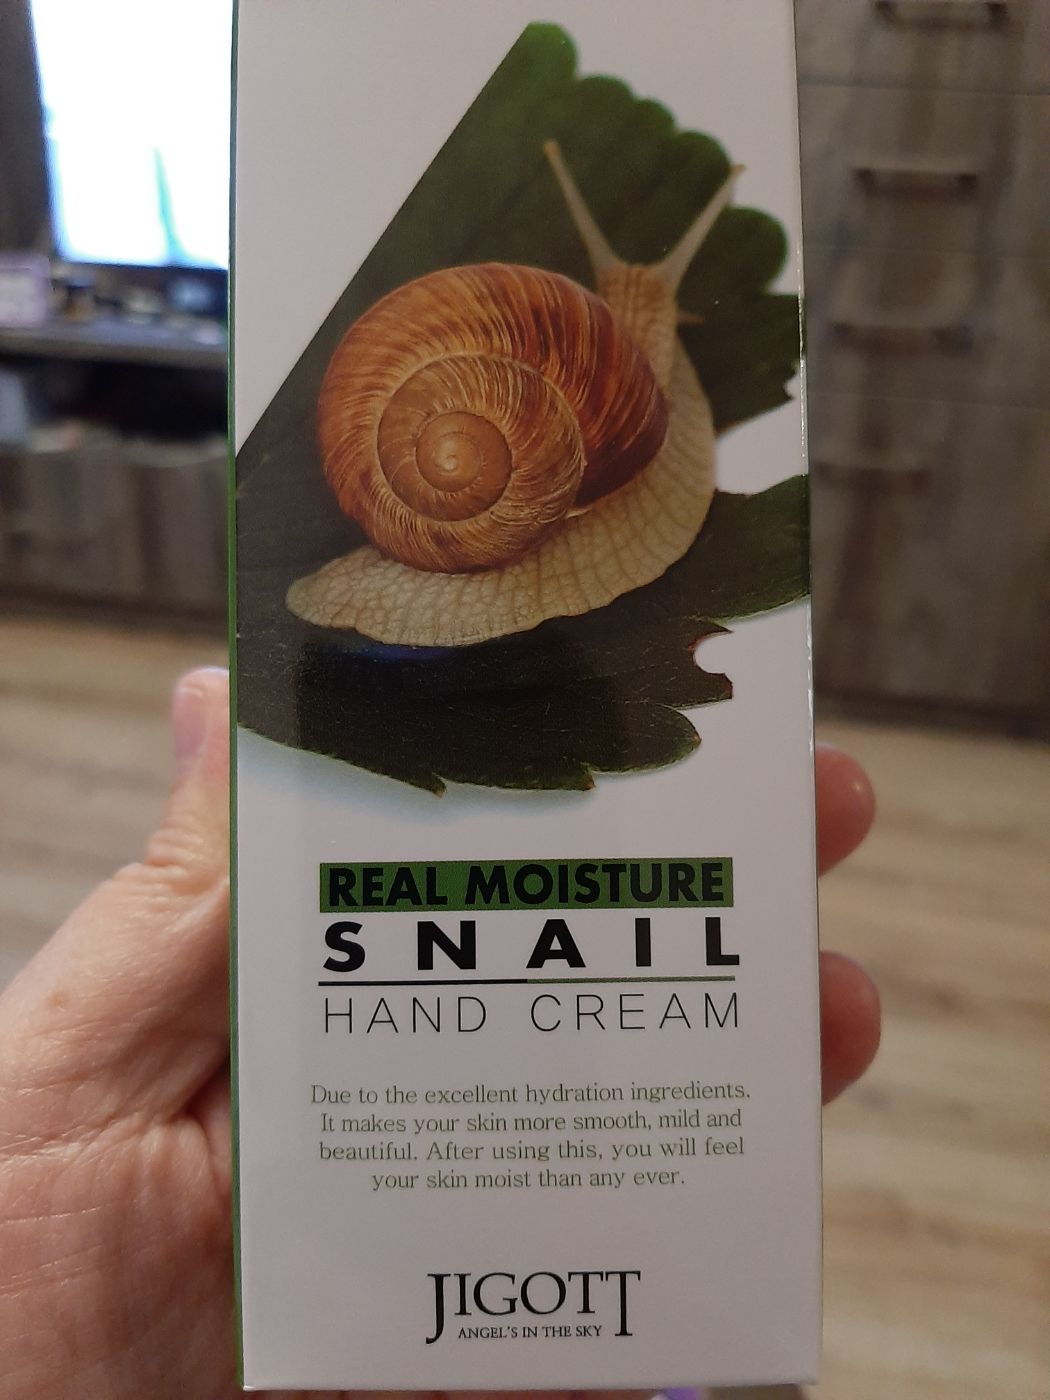 REAL MOISTURE
SNAIL
HAND CREAM
Due to the excellent hydration ingredients.
It makes your skin more smooth, mild and
beautiful. After using this, you will feel
your skin moist than any ever.
JIGOTT
ANGEL'S IN THE SKY